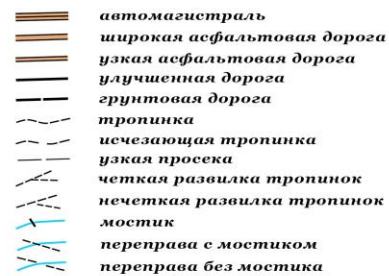 автомагистраль
широкая асфальтовая дорога
узкая асфальтовая дорога
улучшенная дорога
грунтовая дорога
тропинка
исчезающая тропинка
узкая просека
четкая развилка тропинок
нечеткая развилка тропинок
мостик
переправа с мостиком
переправа без мостика